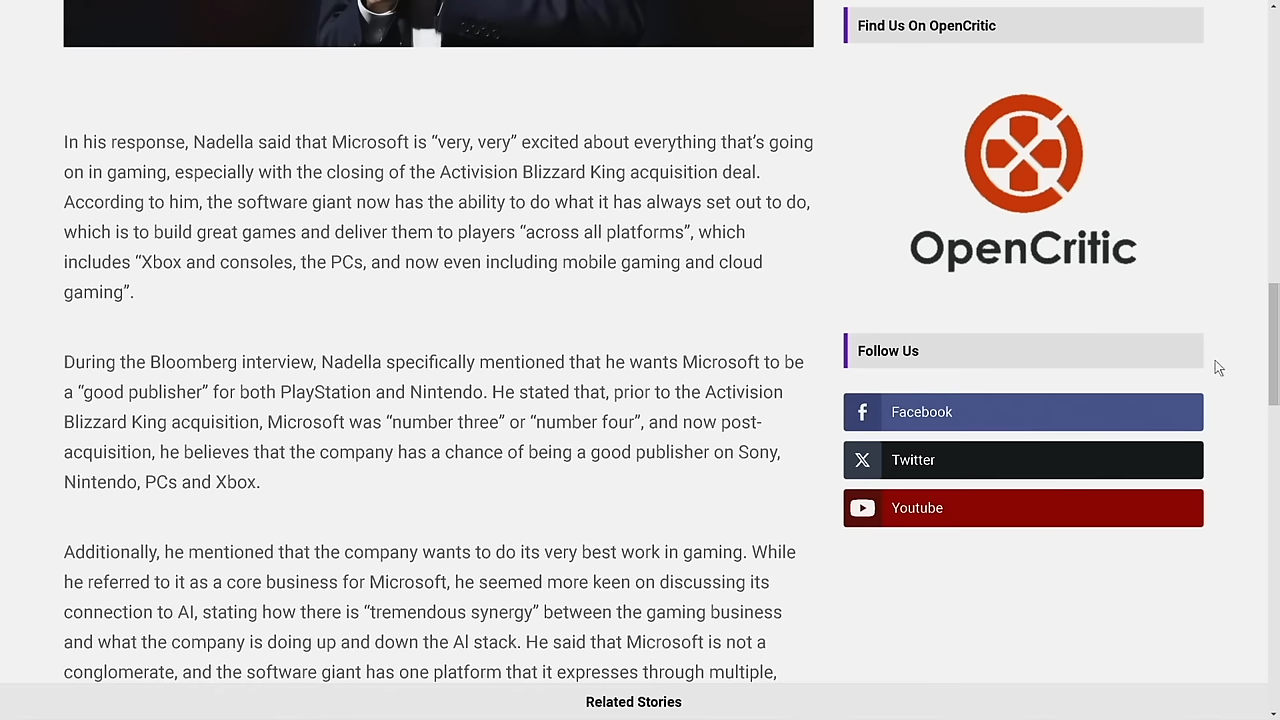 In his response, Nadella said that Microsoft is “very, very” excited about everything that’s going
on in gaming, especially with the closing of the Activision Blizzard King acquisition deal.
According to him, the software giant now has the ability to do what it has always set out to do,
which is to build great games and deliver them to players “across all platforms”, which
includes “Xbox and consoles, the PCs, and now even including mobile gaming and cloud
gaming”.
During the Bloomberg interview, Nadella specifically mentioned that he wants Microsoft to be
a “good publisher” for both PlayStation and Nintendo. He stated that, prior to the Activision
Blizzard King acquisition, Microsoft was “number three” or “number four”, and now post-
acquisition, he believes that the company has a chance of being a good publisher on Sony,
Nintendo, PCs and Xbox.
Additionally, he mentioned that the company wants to do its very best work in gaming. While
he referred to it as a core business for Microsoft, he seemed more keen on discussing its
connection to AI, stating how there is “tremendous synergy” between the gaming business
and what the company is doing up and down the Al stack. He said that Microsoft is not a
conglomerate, and the software giant has one platform that it expresses through multiple,
Find Us On OpenCritic
OpenCritic
Follow Us
Facebook
Twitter
Youtube
Related Stories